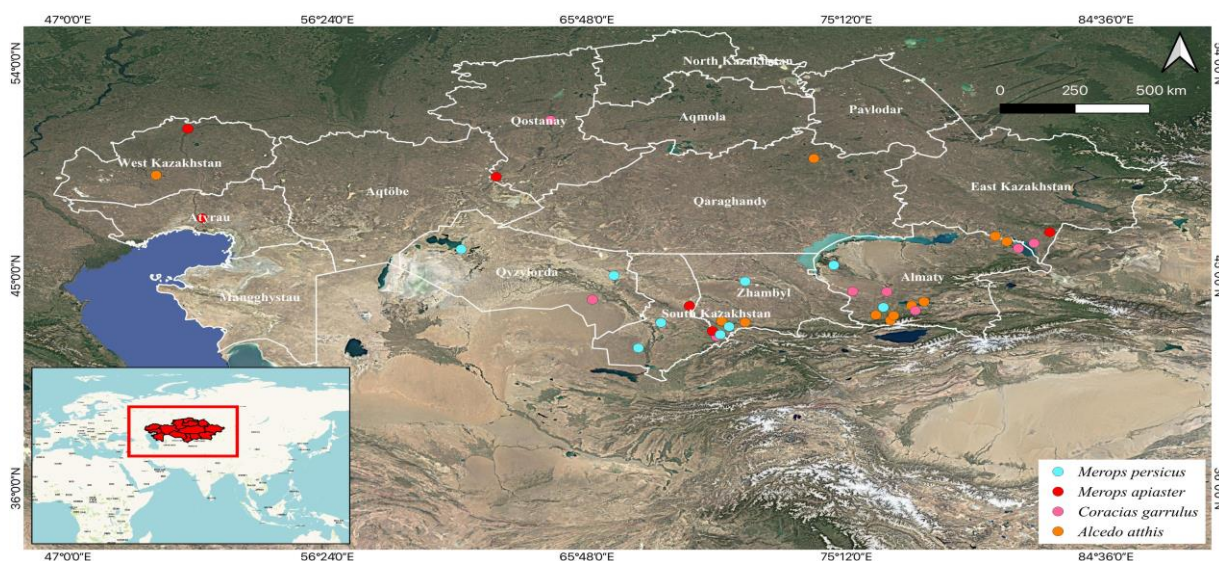 47°0'0"E 56°24'0"E 65°48'0"E 75°12'0"E 84°36'0"E
54°0'0"N
45°0'0"N
36°0'0"N
North Kazakhstan
Qostanay
Pavlodar
Aqmola
0 250 500 km
West Kazakhstan
East Kazakhstan
Aqtöbe
Qaraghandy
Atyrau
Qyzylorda
Almaty
Mangghystau
Zhambyl
South Kazakhstan
Merops persicus
Merops apiaster
Coracias garrulus
Alcedo atthis
47°0'0"E 56°24'0"E 65°48'0"E 75°12'0"E 84°36'0"E